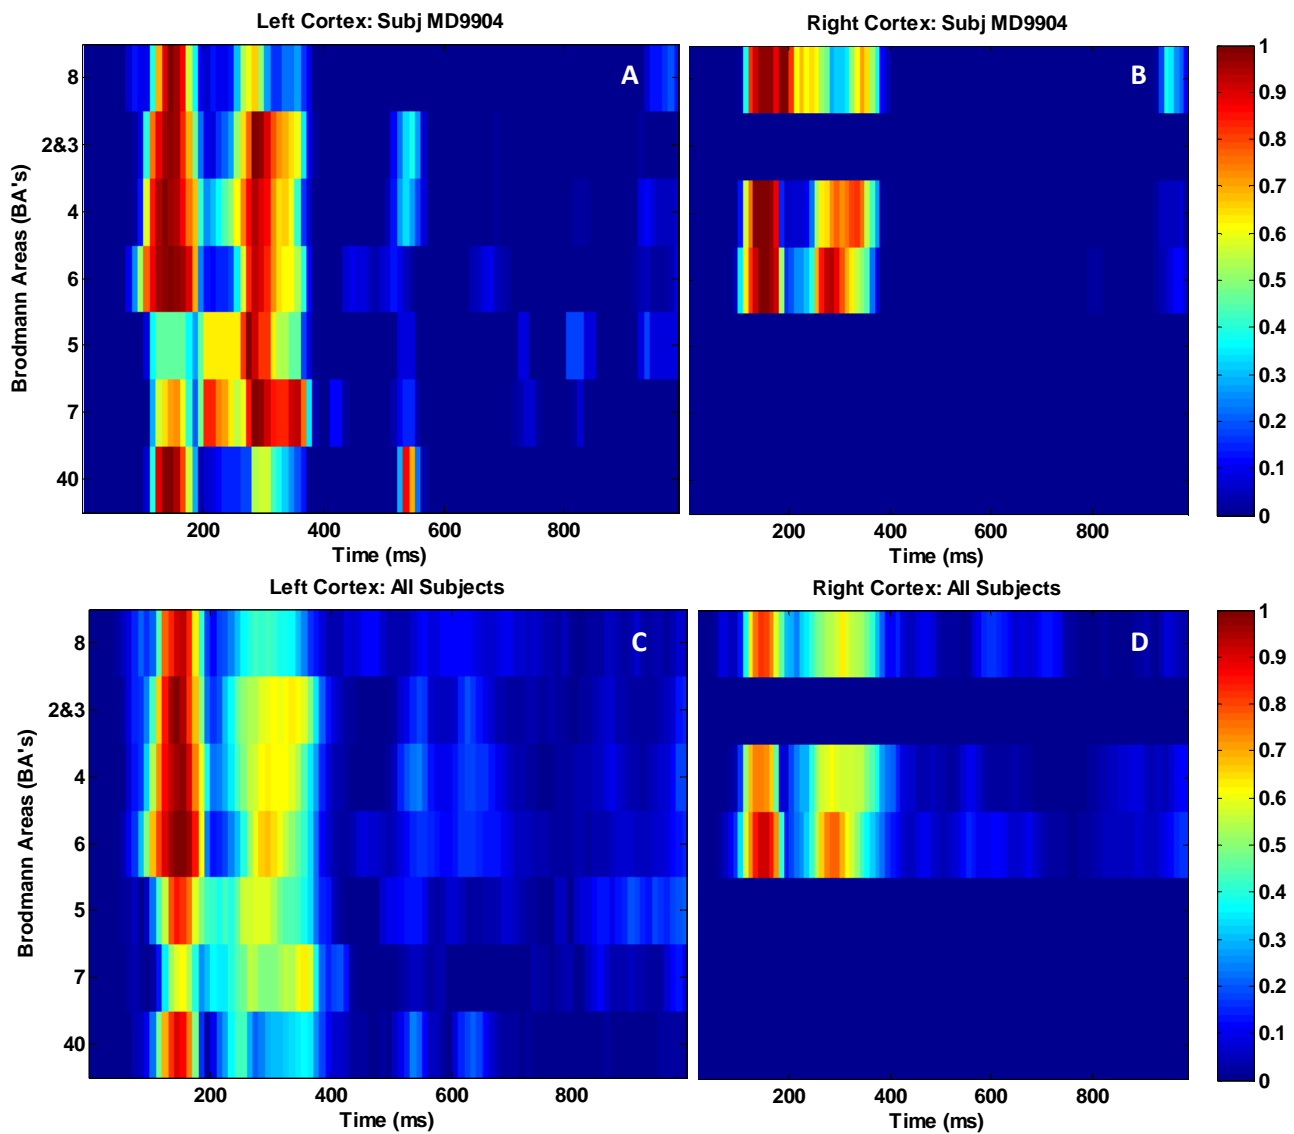 Left Cortex: Subj MD9904
Right Cortex: Subj MD9904
A
B
Brodmann Areas (BA's)
8
2&3
4
6
5
7
40
200 400 600 800
Time (ms)
200 400 600 800
Time (ms)
1
0.9
0.8
0.7
0.6
0.5
0.4
0.3
0.2
0.1
0
Left Cortex: All Subjects
Right Cortex: All Subjects
C
D
Brodmann Areas (BA's)
8
2&3
4
6
5
7
40
200 400 600 800
Time (ms)
200 400 600 800
Time (ms)
1
0.9
0.8
0.7
0.6
0.5
0.4
0.3
0.2
0.1
0